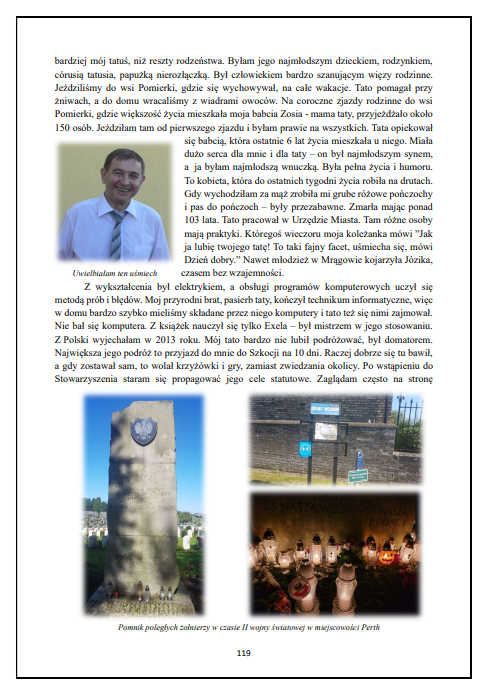 bardziej mój tatuś, niż reszty rodzeństwa. Byłam jego najmłodszym dzieckiem, rodzynkiem,
córusią tatusia, papużką nierozłączką. Był człowiekiem bardzo szanującym więzy rodzinne.
Jeździliśmy do wsi Pomierki, gdzie się wychowywał, na całe wakacje. Tato pomagał przy
żniwach, a do domu wracaliśmy z wiadrami owoców. Na coroczne zjazdy rodzinne do wsi
Pomierki, gdzie większość życia mieszkała moja babcia Zosia - mama taty, przyjeżdżało około
150 osób. Jeździłam tam od pierwszego zjazdu i byłam prawie na wszystkich. Tata opiekował
się babcią, która ostatnie 6 lat życia mieszkała u niego. Miała
dużo serca dla mnie i dla taty – on był najmłodszym synem,
a ja byłam najmłodszą wnuczką. Była pełna życia i humoru.
To kobieta, która do ostatnich tygodni życia robiła na drutach.
Gdy wychodziłam za mąż zrobiła mi grube różowe pończochy
i pas do pończoch – były przezabawne. Zmarła mając ponad
103 lata. Tato pracował w Urzędzie Miasta. Tam różne osoby
mają praktyki. Któregoś wieczoru moja koleżanka mówi ”Jak
ja lubię twojego tatę! To taki fajny facet, uśmiecha się, mówi
Dzień dobry.” Nawet młodzież w Mrągowie kojarzyła Józika,
Uwielbiałam ten uśmiech
czasem bez wzajemności.
Z wykształcenia był elektrykiem, a obsługi programów komputerowych uczył się
metodą prób i błędów. Mój przyrodni brat, pasierb taty, kończył technikum informatyczne, więc
w domu bardzo szybko mieliśmy składane przez niego komputery i tato też się nimi zajmował.
Nie bał się komputera. Z książek nauczył się tylko Exela – był mistrzem w jego stosowaniu.
Z Polski wyjechałam w 2013 roku. Mój tato bardzo nie lubił podróżować, był domatorem.
Największa jego podróż to przyjazd do mnie do Szkocji na 10 dni. Raczej dobrze się tu bawił,
a gdy zostawał sam, to wolał krzyżówki i gry, zamiast zwiedzania okolicy. Po wstąpieniu do
Stowarzyszenia staram się propagować jego cele statutowe. Zaglądam często na stronę
Pomnik poległych żołnierzy w czasie II wojny światowej w miejscowości Perth
119